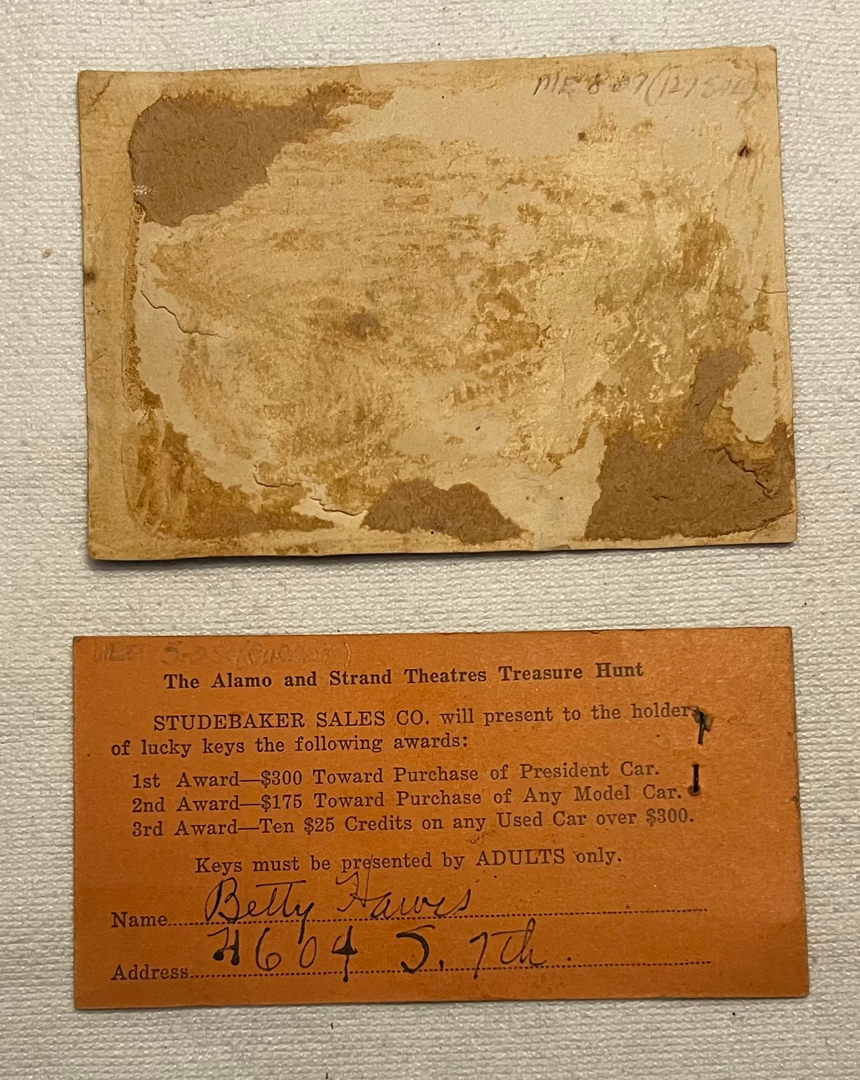 The Alamo and Strand Theatres Treasure Hunt
STUDEBAKER SALES CO. will present to the holders
of lucky keys the following awards:
1st Award—$300 Toward Purchase of President Car.
2nd Award—$175 Toward Purchase of Any Model Car.
3rd Award—Ten $25 Credits on any Used Car over $300.
Keys must be presented by ADULTS only.
Name Betty Hawes
Address 4604 S. 7th.